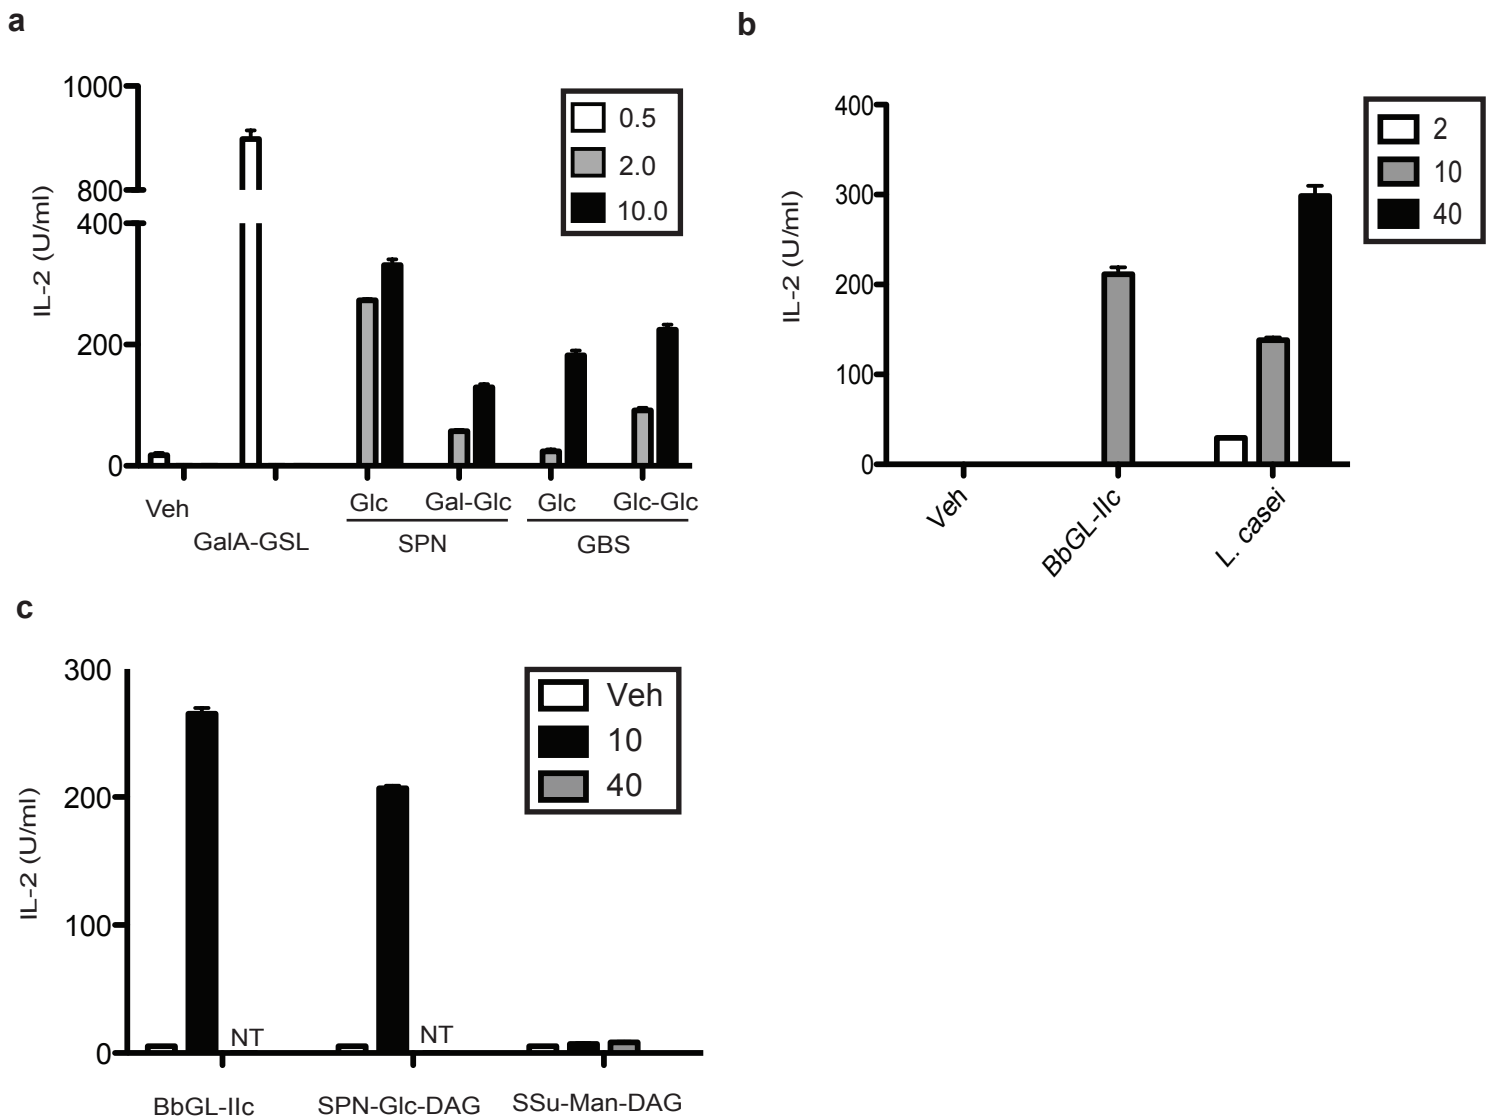 a
IL-2 (U/ml)
1000
800
400
200
0
0.5
2.0
10.0
Veh
GalA-GSL
Glc
Gal-Glc
Glc
Glc-Glc
SPN
GBS
b
IL-2 (U/ml)
400
300
200
100
0
2
10
40
Veh
BbGL-IIc
L. casei
c
IL-2 (U/ml)
300
200
100
0
Veh
10
40
NT
NT
BbGL-IIc
SPN-Glc-DAG
SSu-Man-DAG